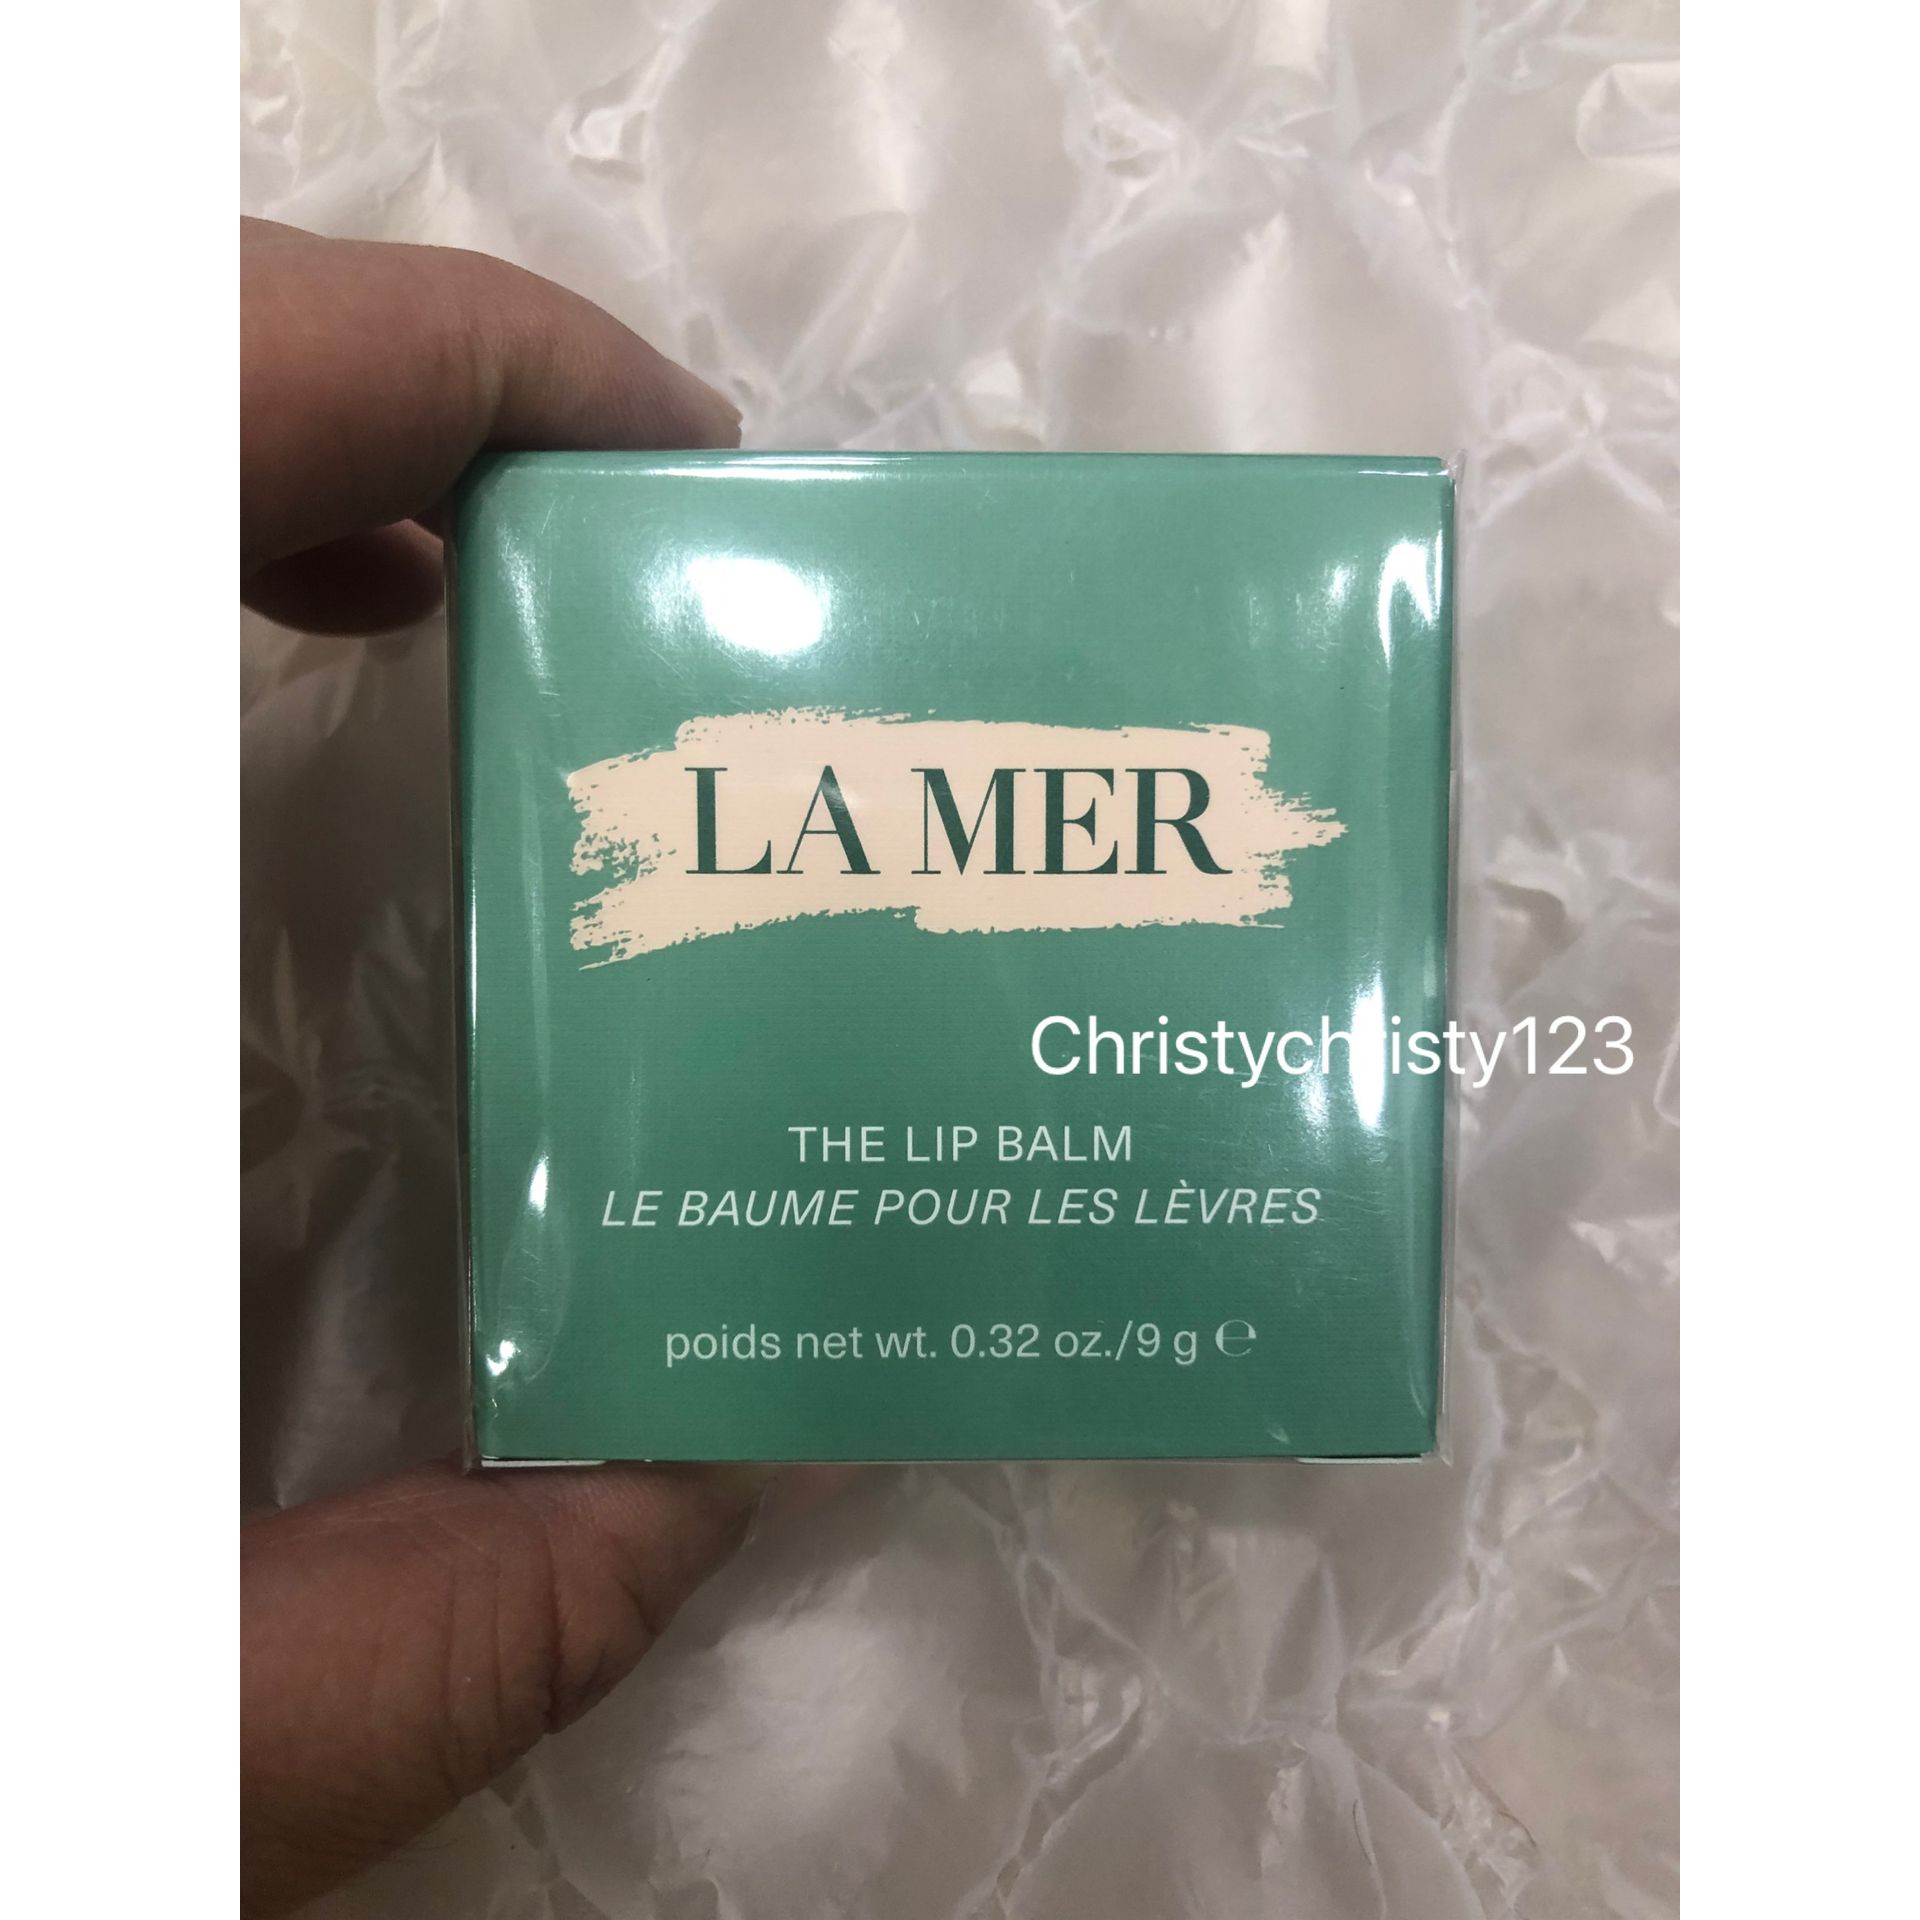 LA MER
Christychristy123
THE LIP BALM
LE BAUME POUR LES LÈVRES
poids net wt. 0.32 oz./9 g ℮